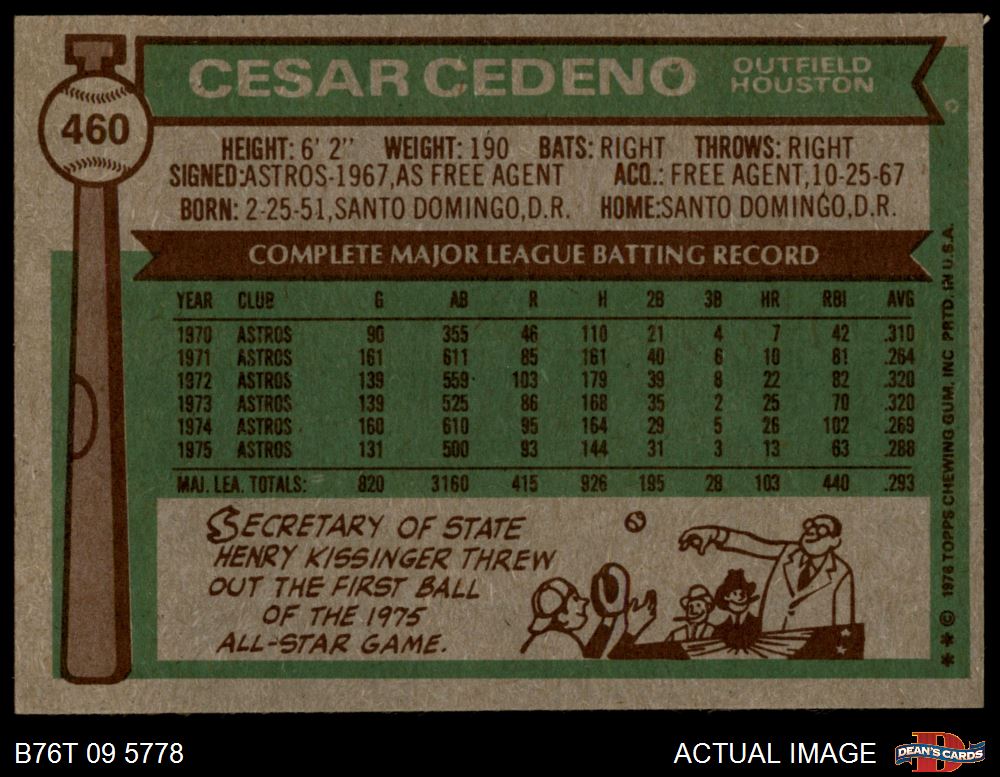 CESAR CEDENO
OUTFIELD
HOUSTON
460
HEIGHT: 6' 2" WEIGHT: 190 BATS: RIGHT THROWS: RIGHT
SIGNED:ASTROS-1967,AS FREE AGENT ACQ.: FREE AGENT,10-25-67
BORN: 2-25-51,SANTO DOMINGO,D.R. HOME:SANTO DOMINGO,D.R.
COMPLETE MAJOR LEAGUE BATTING RECORD
YEAR CLUB G AB R H 2B 3B HR RBI AVG
1970 ASTROS 90 355 46 110 21 4 7 42 .310
1971 ASTROS 161 611 85 161 40 6 10 81 .264
1972 ASTROS 139 559 103 179 39 8 22 82 .320
1973 ASTROS 139 525 86 168 35 2 25 70 .320
1974 ASTROS 160 610 95 164 29 5 26 102 .269
1975 ASTROS 131 500 93 144 31 3 13 63 .288
MAJ. LEA. TOTALS: 820 3160 415 926 195 28 103 440 .293
SECRETARY OF STATE
HENRY KISSINGER THREW
OUT THE FIRST BALL
OF THE 1975
ALL-STAR GAME.
* * © 1976 TOPPS CHEWING GUM, INC PRTD. IN U.S.A.
B76T 09 5778
ACTUAL IMAGE
D
DEAN'S CARDS